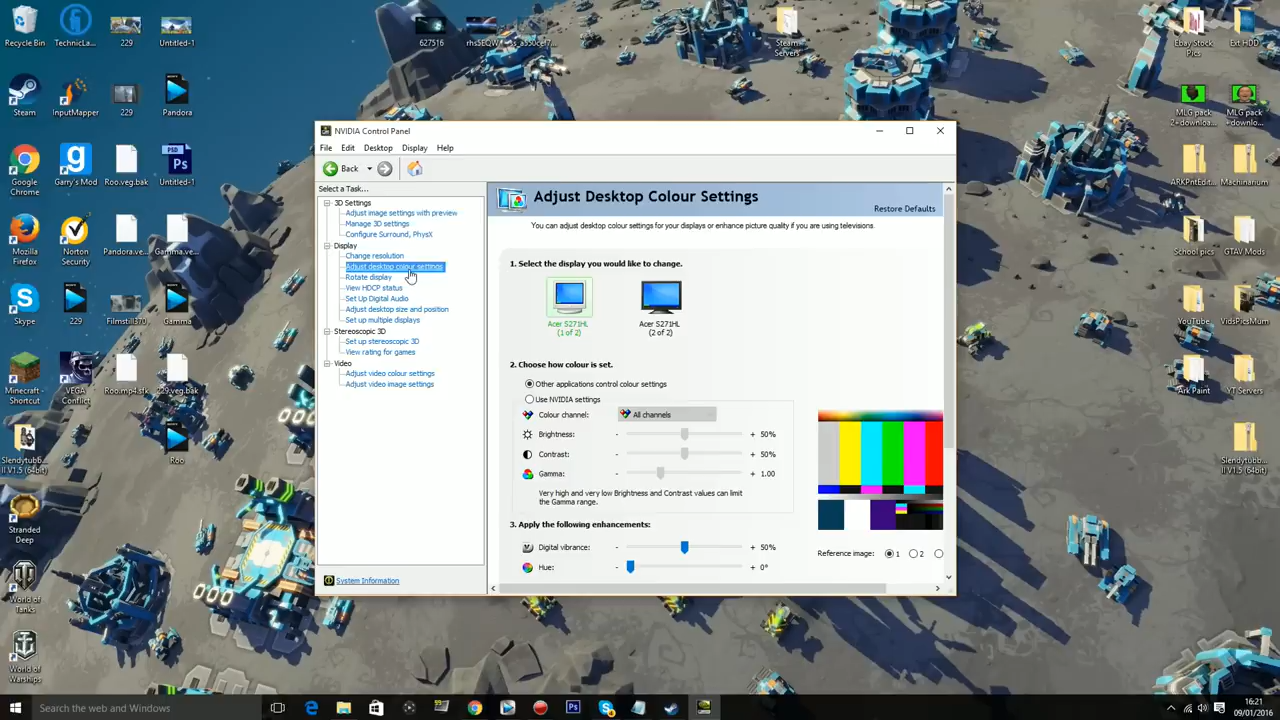 Recycle Bin
TechnicLa...
229
Untitled-1
627516
Steam Servers
Ebay Stock Pics
Ext HDD
Steam
InputMapper
229
Pandora
MLG pack 2+downloa...
MLG pack +downlo...
Google Chrome
Garry's Mod
Roo.veg.bak
Untitled-1
ARKPntEdit...
Machinarium
Mozilla Firefox
Norton Security
Pandora.ve...
Gamma.ve...
School pics
GTAV Mods
Skype
229
Filmstill370
Gamma
YouTube
VidsPicsMum
Minecraft - Shortcut
VEGA Conflict
Roo.mp4.sfk
229.veg.bak
Ark Paint
YT Servers
Slendytubb... II V1.5 (64bit)
Roo
Slendytubb... II V1.5 (64bit)
Stranded Deep
World of Tanks
World of Warships
NVIDIA Control Panel
File Edit Desktop Display Help
Back
Select a Task...
3D Settings
Adjust image settings with preview
Manage 3D settings
Configure Surround, PhysX
Display
Change resolution
Adjust desktop colour settings
Rotate display
View HDCP status
Set Up Digital Audio
Adjust desktop size and position
Set up multiple displays
Stereoscopic 3D
Set up stereoscopic 3D
View rating for games
Video
Adjust video colour settings
Adjust video image settings
System Information
Adjust Desktop Colour Settings
Restore Defaults
You can adjust desktop colour settings for your displays or enhance picture quality if you are using televisions.
1. Select the display you would like to change.
Acer S271HL
(1 of 2)
Acer S271HL
(2 of 2)
2. Choose how colour is set.
Other applications control colour settings
Use NVIDIA settings
Colour channel: All channels
Brightness: - + 50%
Contrast: - + 50%
Gamma: - + 1.00
Very high and very low Brightness and Contrast values can limit
the Gamma range.
3. Apply the following enhancements:
Digital vibrance: - + 50%
Hue: - + 0°
Reference image: 1 2
Search the web and Windows
16:21
09/01/2016